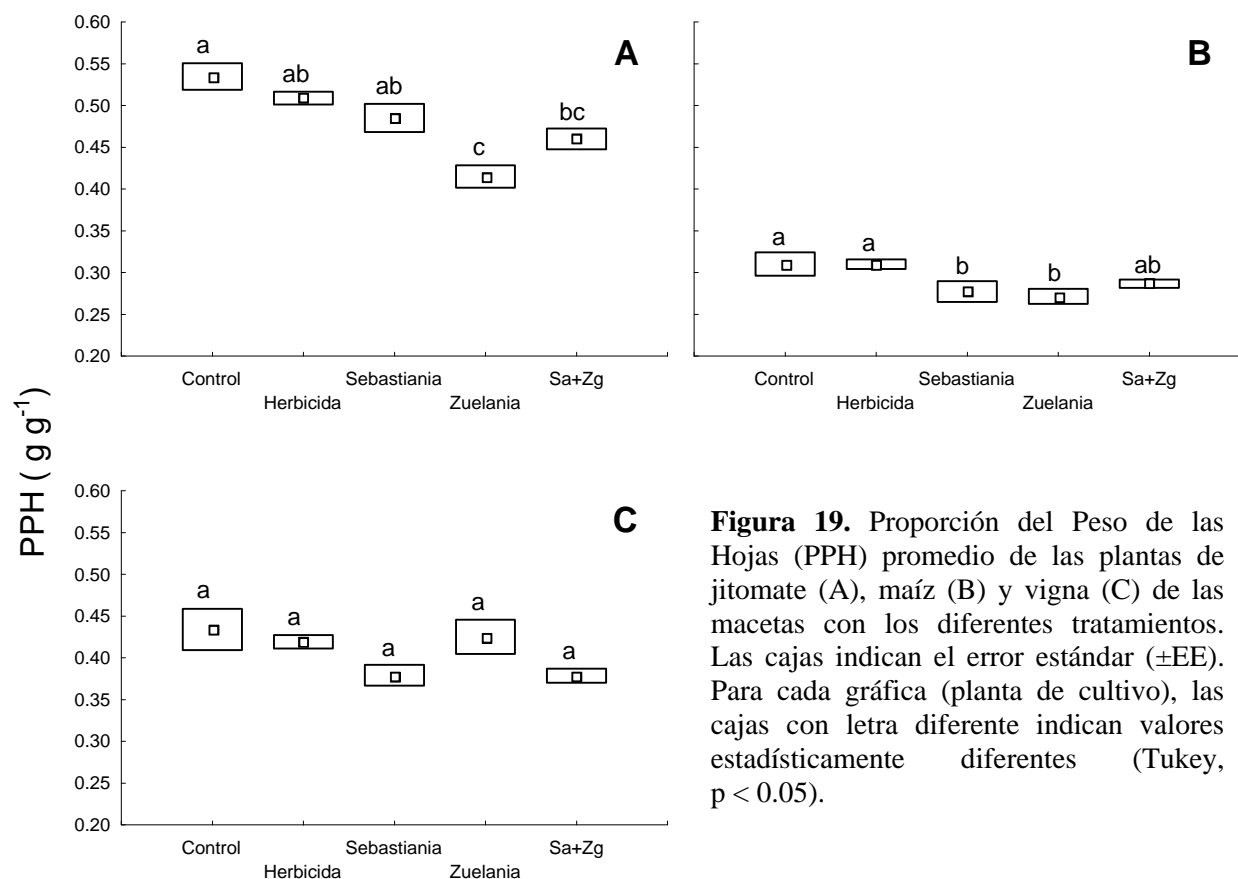 A
0.60
0.55
0.50
0.45
0.40
0.35
0.30
0.25
0.20
a
ab
ab
c
bc
Control
Herbicida
Sebastiania
Zuelania
Sa+Zg
B
a
a
b
b
ab
Control
Herbicida
Sebastiania
Zuelania
Sa+Zg
PPH ( g g⁻¹)
C
0.60
0.55
0.50
0.45
0.40
0.35
0.30
0.25
0.20
a
a
a
a
a
Control
Herbicida
Sebastiania
Zuelania
Sa+Zg
Figura 19. Proporción del Peso de las
Hojas (PPH) promedio de las plantas de
jitomate (A), maíz (B) y vigna (C) de las
macetas con los diferentes tratamientos.
Las cajas indican el error estándar (±EE).
Para cada gráfica (planta de cultivo), las
cajas con letra diferente indican valores
estadísticamente diferentes (Tukey,
p < 0.05).